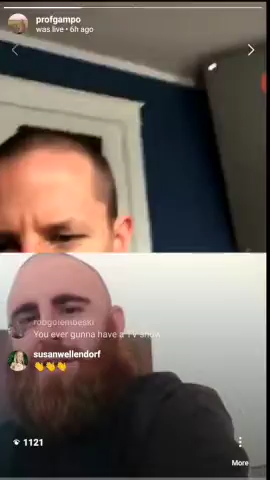 profgampo
was live • 6h ago
robgolembeski
You ever gunna have a TV show
susanwellendorf
👏👏👏
1121
More